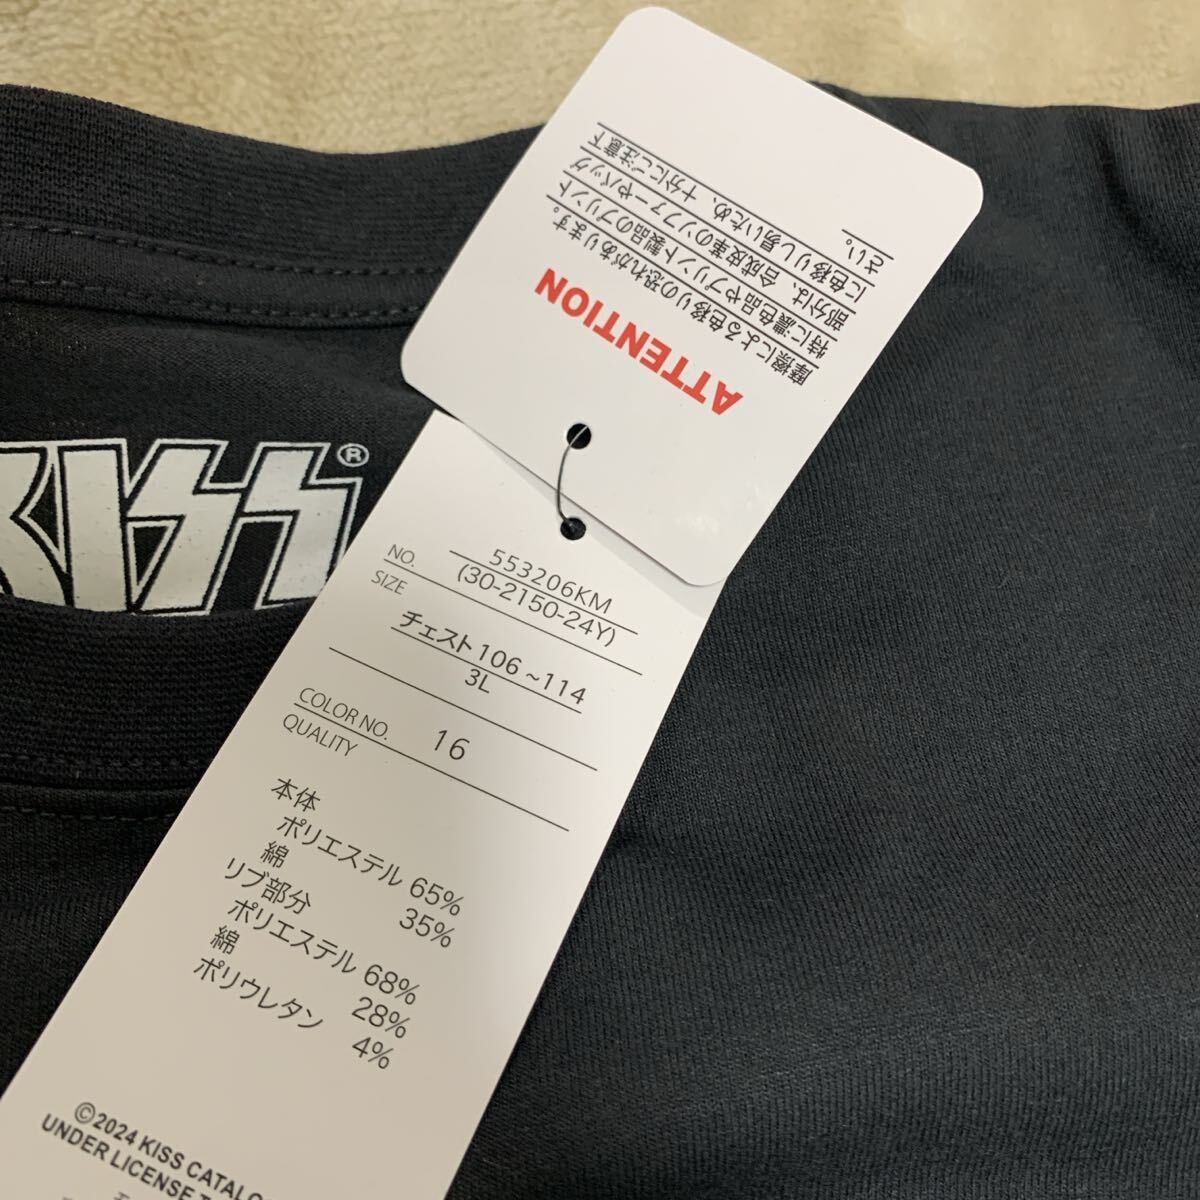 ATTENTION
摩擦による色移りの恐れがあります。
特に濃色品やプリント製品のプリント
部分は、合成皮革のソファーやバッグ
に色移りし易いため、十分にご注意下
さい。
KISS®
NO. 553206KM
(30-2150-24Y)
SIZE
チェスト 106~114
3L
COLOR NO. 16
QUALITY
本体
ポリエステル 65%
綿 35%
リブ部分
ポリエステル 68%
綿 28%
ポリウレタン 4%
©2024 KISS CATALO
UNDER LICENSE T